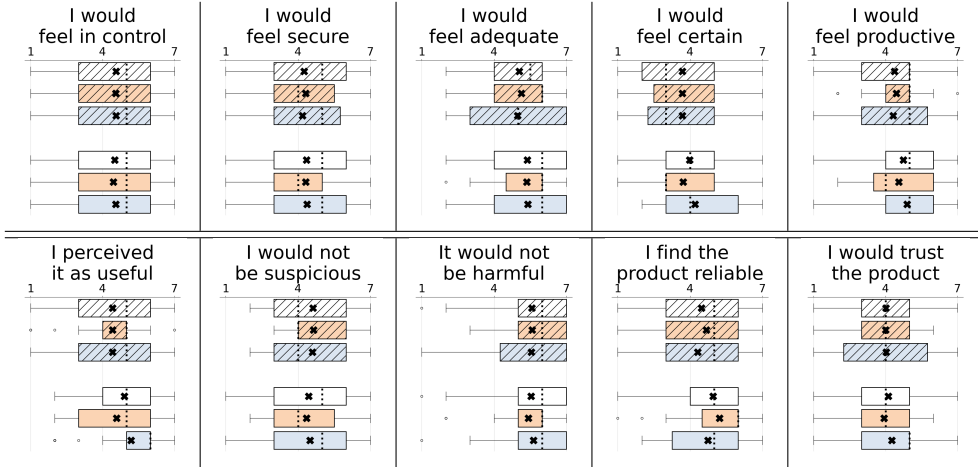 I would
feel in control
1 4 7
I would
feel secure
1 4 7
I would
feel adequate
1 4 7
I would
feel certain
1 4 7
I would
feel productive
1 4 7
I perceived
it as useful
1 4 7
I would not
be suspicious
1 4 7
It would not
be harmful
1 4 7
I find the
product reliable
1 4 7
I would trust
the product
1 4 7